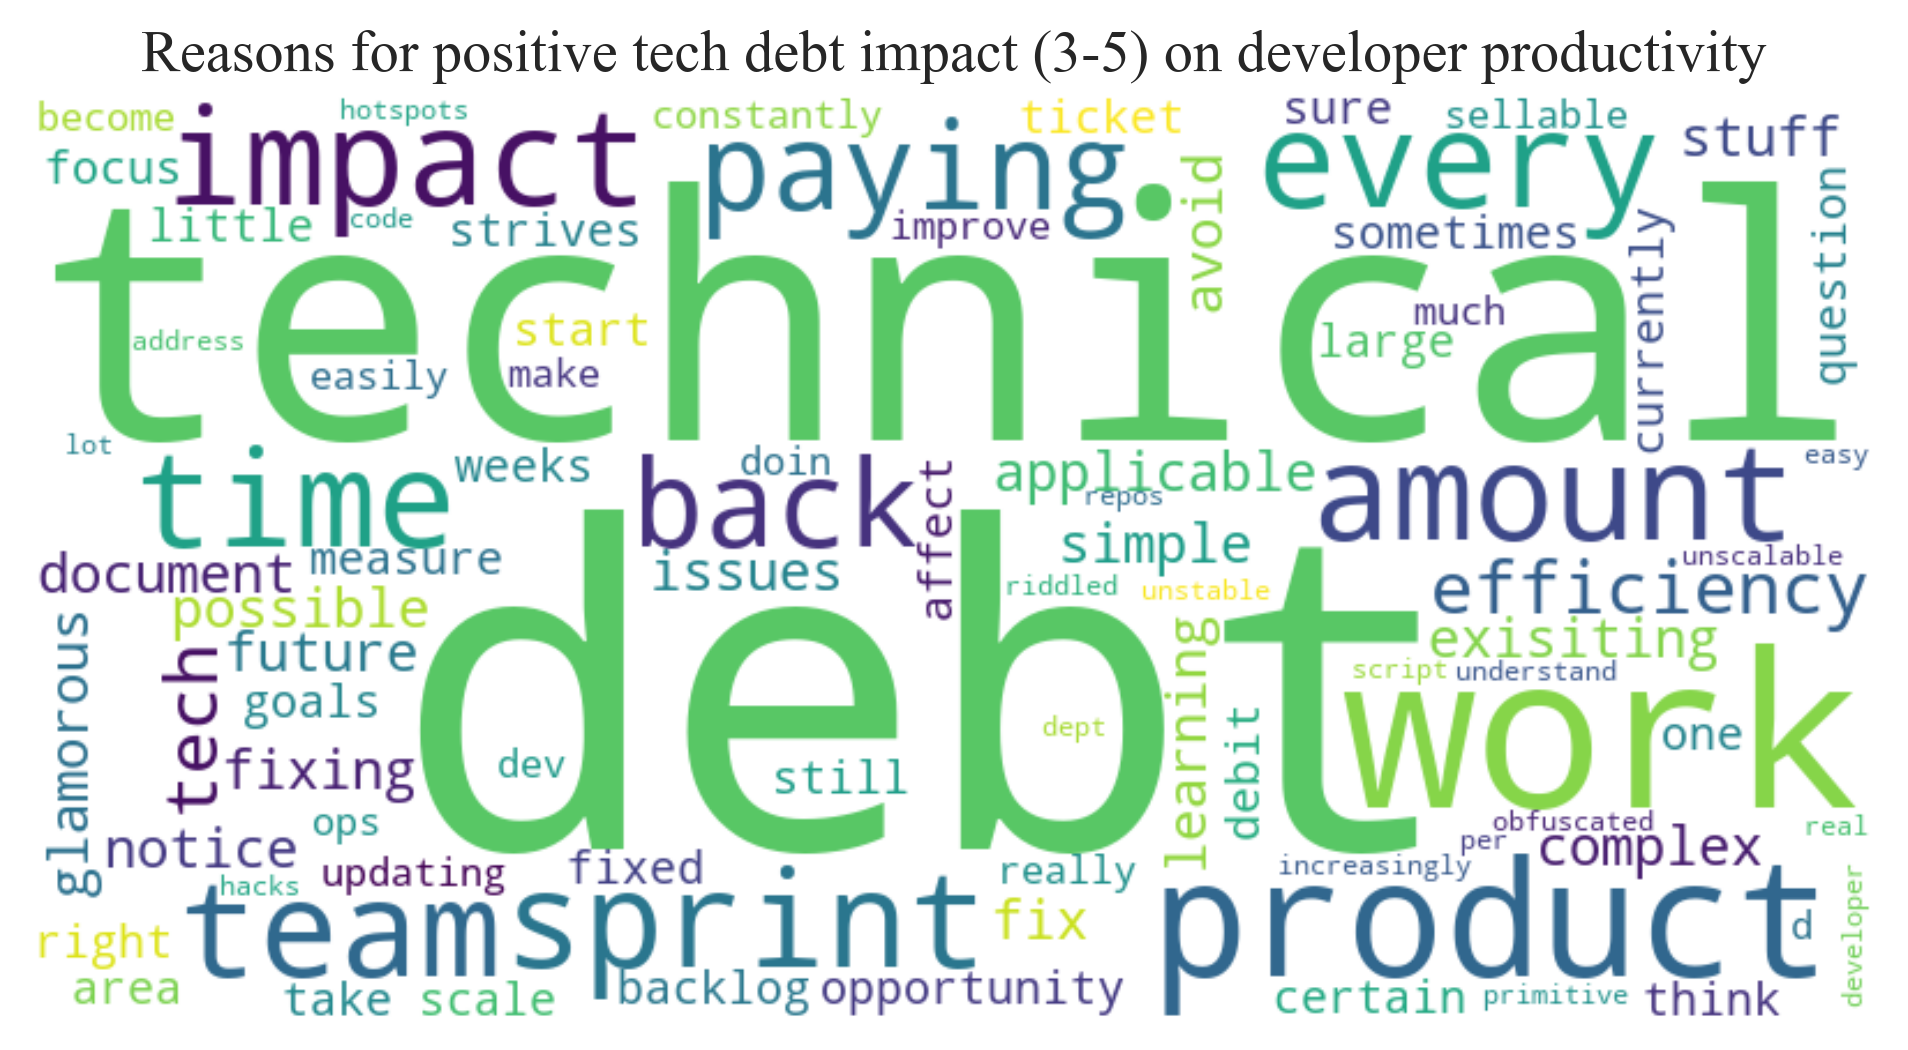 Reasons for positive tech debt impact (3-5) on developer productivity
become
hotspots
constantly
ticket
sure
sellable
impact
paying
every
stuff
focus
avoid
little
code
strives
improve
sometimes
currently
question
technical
address
easily
start
make
much
large
lot
time
weeks
back
doin
affect
applicable
repos
amount
easy
document
measure
issues
simple
unscalable
efficiency
riddled
unstable
possible
glamorous
tech
future
goals
debt
learning
exisiting
script
understand
work
one
dept
debit
fixing
dev
still
ops
notice
obfuscated
per
complex
real
hacks
updating
fixed
really
increasingly
team
sprint
fix
product
d
developer
right
area
take
scale
backlog
opportunity
certain
primitive
think